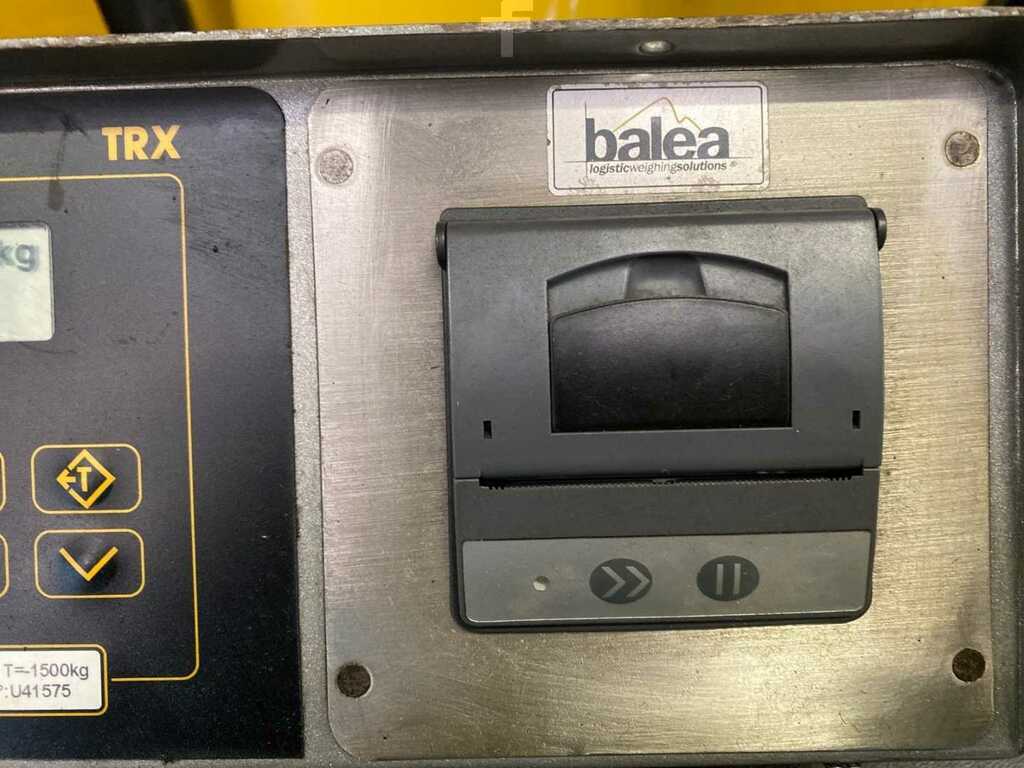 TRX
kg
T
T=-1500kg
°:U41575
balea
logisticweighingsolutions ®